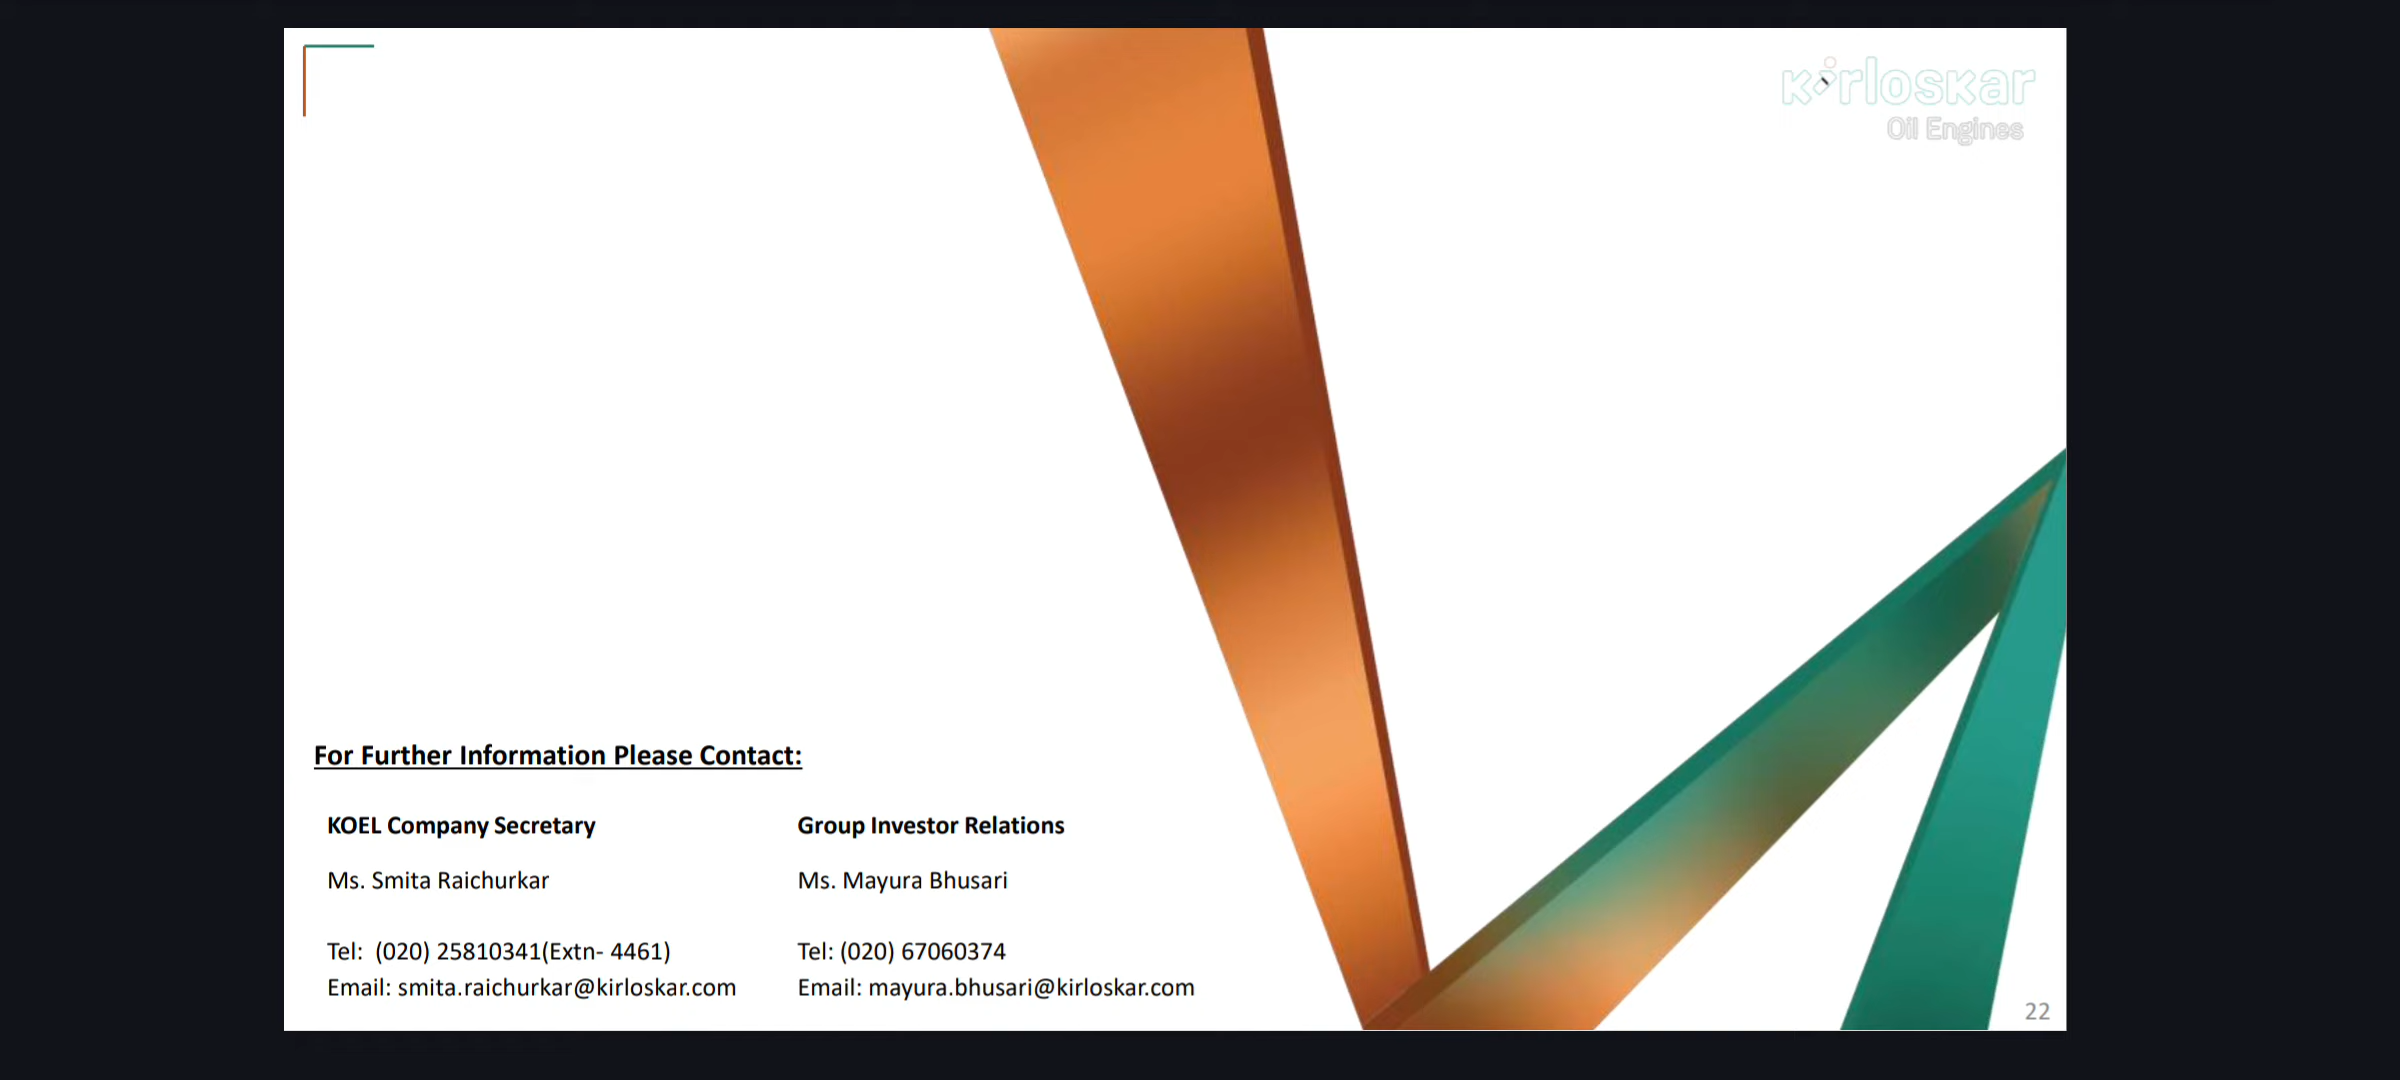 kirloskar
Oil Engines
For Further Information Please Contact:
KOEL Company Secretary
Ms. Smita Raichurkar
Tel:  (020) 25810341(Extn- 4461)
Email: smita.raichurkar@kirloskar.com
Group Investor Relations
Ms. Mayura Bhusari
Tel: (020) 67060374
Email: mayura.bhusari@kirloskar.com
22